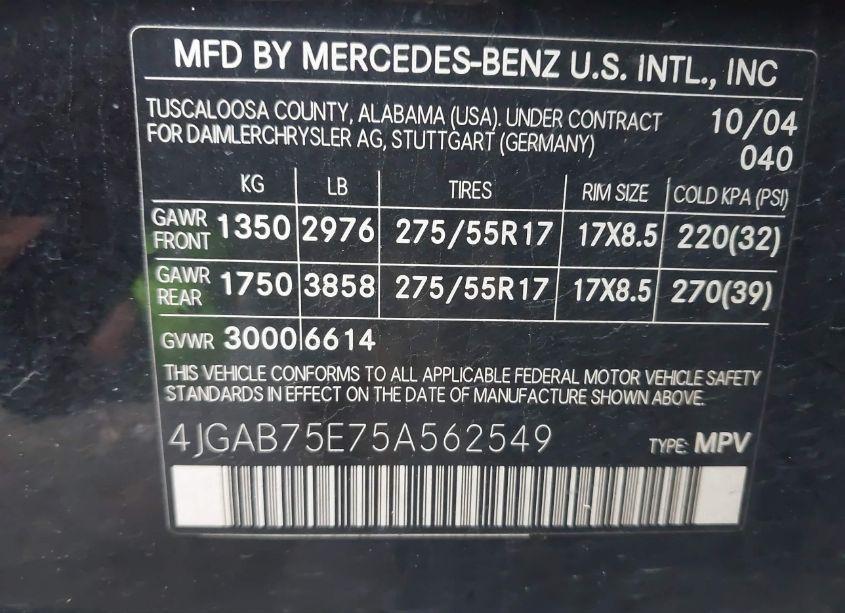 MFD BY MERCEDES-BENZ U.S. INTL., INC
TUSCALOOSA COUNTY, ALABAMA (USA). UNDER CONTRACT 10/04
FOR DAIMLERCHRYSLER AG, STUTTGART (GERMANY) 040
KG LB TIRES RIM SIZE COLD KPA (PSI)
GAWR FRONT 1350 2976 275/55R17 17X8.5 220(32)
GAWR REAR 1750 3858 275/55R17 17X8.5 270(39)
GVWR 3000 6614
THIS VEHICLE CONFORMS TO ALL APPLICABLE FEDERAL MOTOR VEHICLE SAFETY
STANDARDS IN EFFECT ON THE DATE OF MANUFACTURE SHOWN ABOVE.
4JGAB75E75A562549 TYPE: MPV